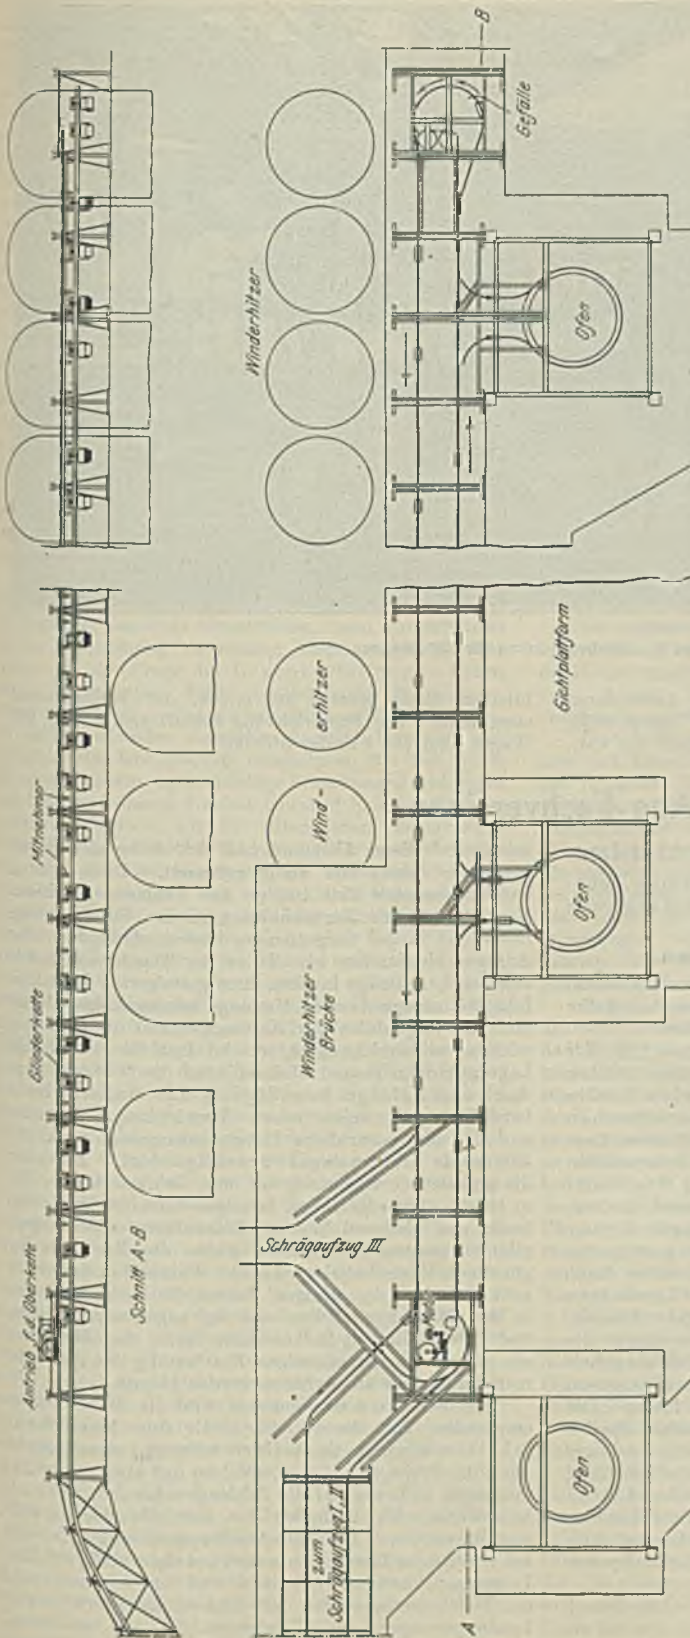 Antrieb f. d. Oberkette
Gliederkette
Mitnehmer
Schnitt A-B
Winderhitzer
Wind-
erhitzer
Winderhitzer-
Brücke
Schrägaufzug III
zum
Schrägaufzug I. II
Motor
B
Gefälle
Ofen
Gichtplattform
Ofen
Ofen
A